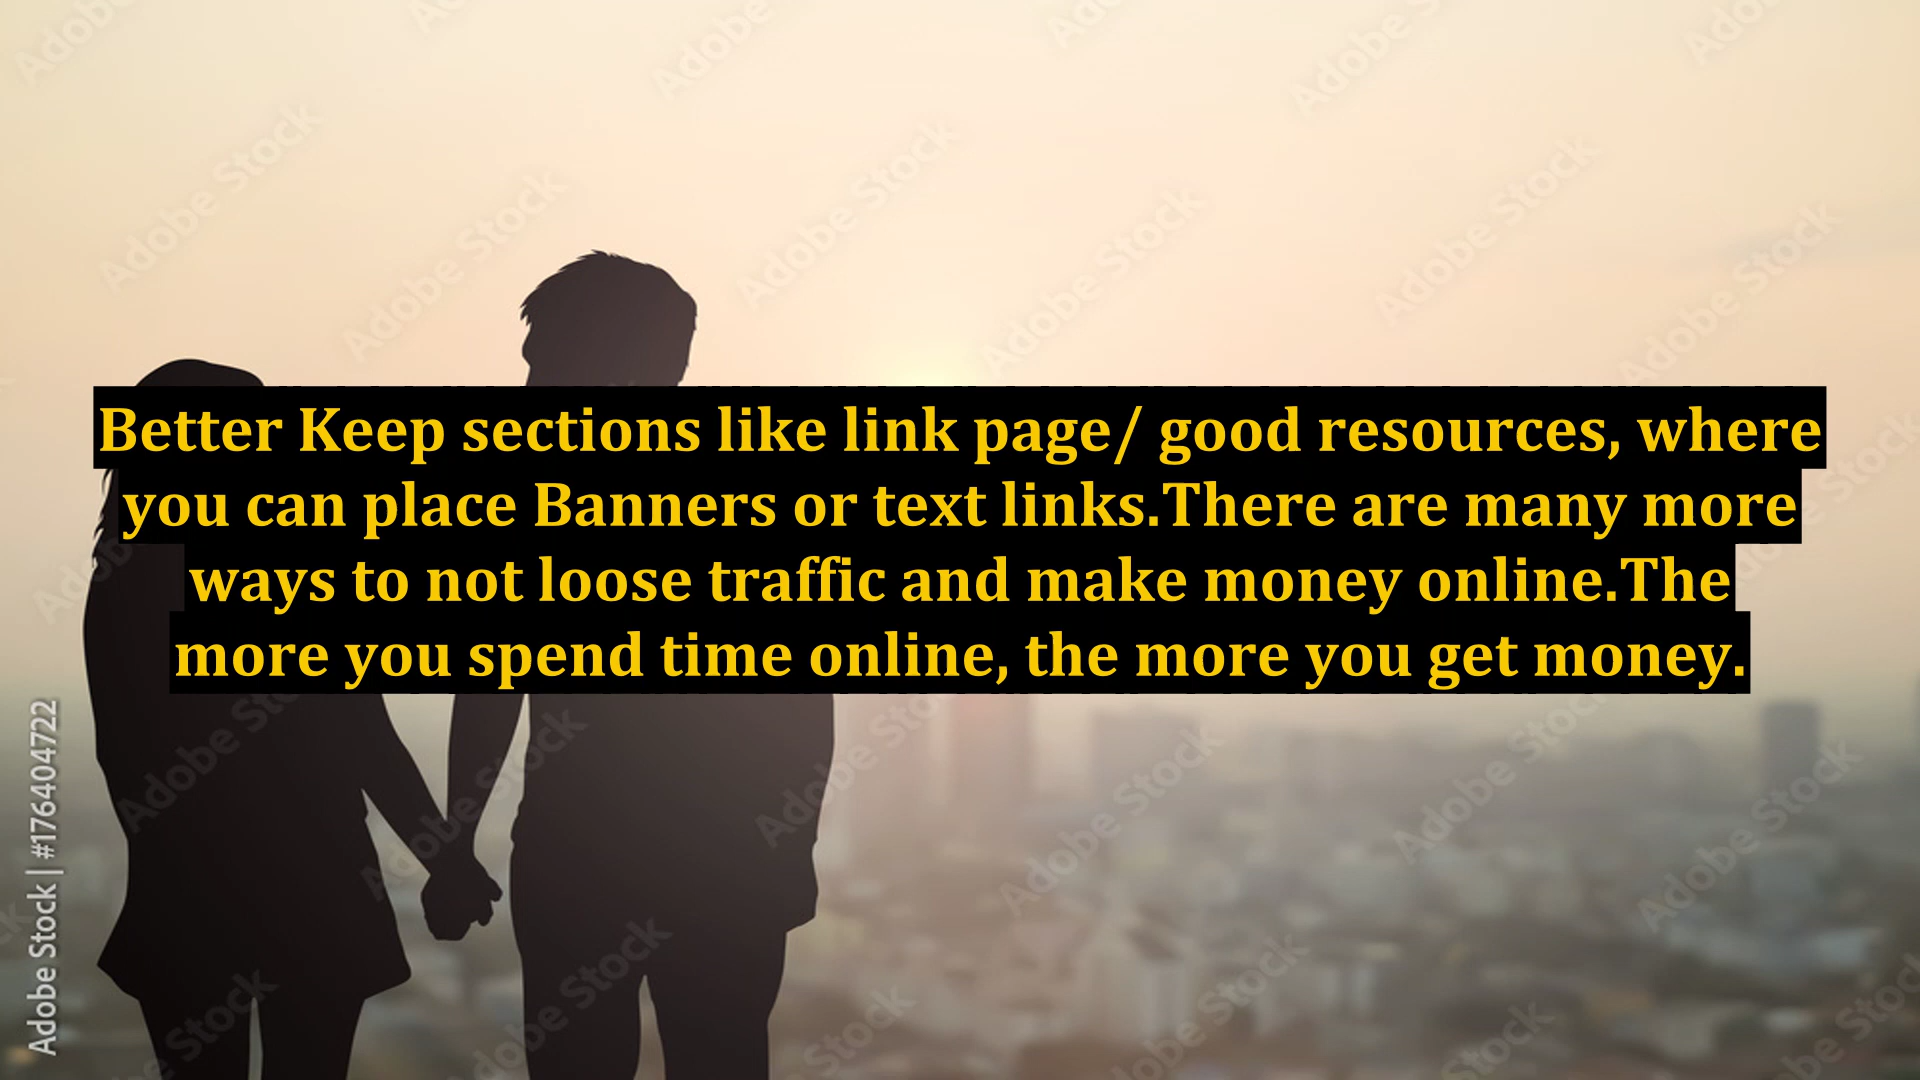 Better Keep sections like link page/ good resources, where
you can place Banners or text links.There are many more
ways to not loose traffic and make money online.The
more you spend time online, the more you get money.
Adobe Stock | #176404722
Adobe Stock